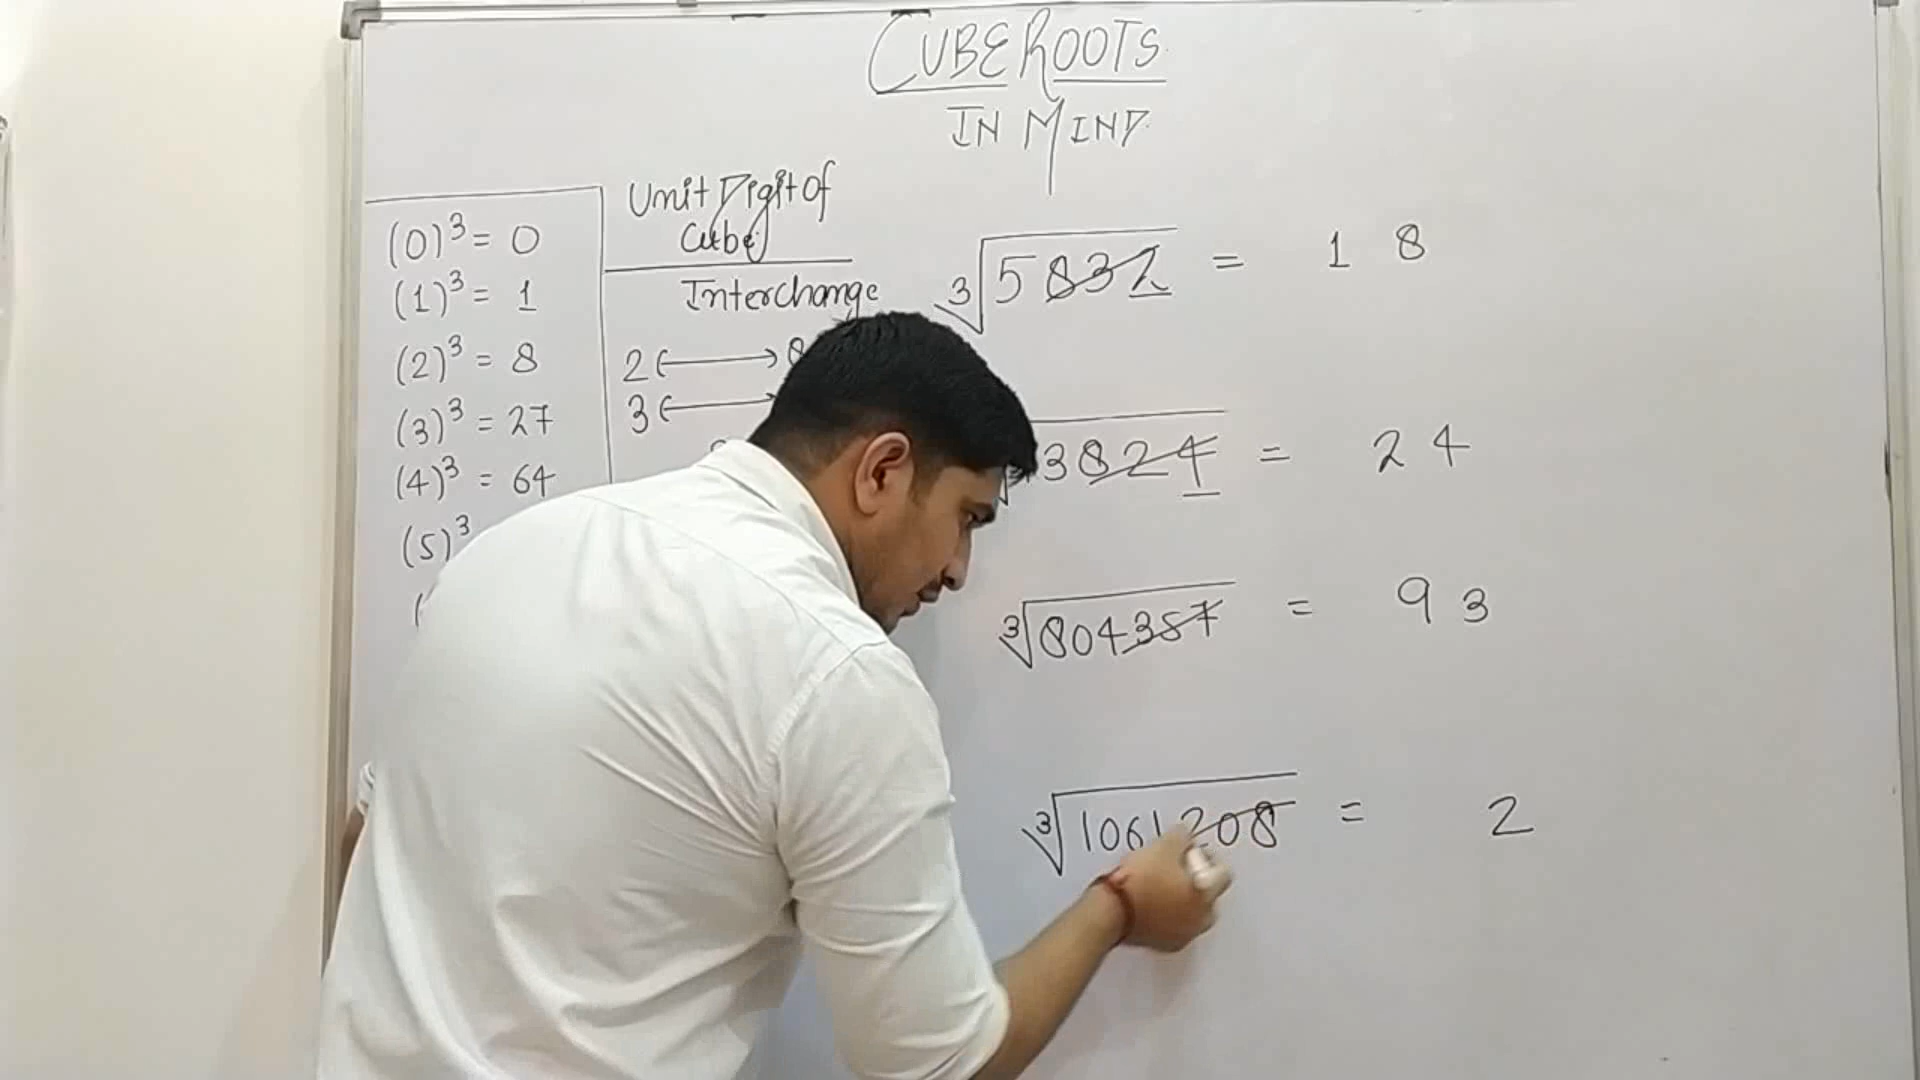 CUBE ROOTS
IN MIND
(0)³ = 0
(1)³ = 1
(2)³ = 8
(3)³ = 27
(4)³ = 64
(5)³
Unit Digit Of
Cube
Interchange
2 ↔ 8
3 ↔
∛5832 = 1 8
3824 = 2 4
∛804357 = 9 3
∛1061208 = 2